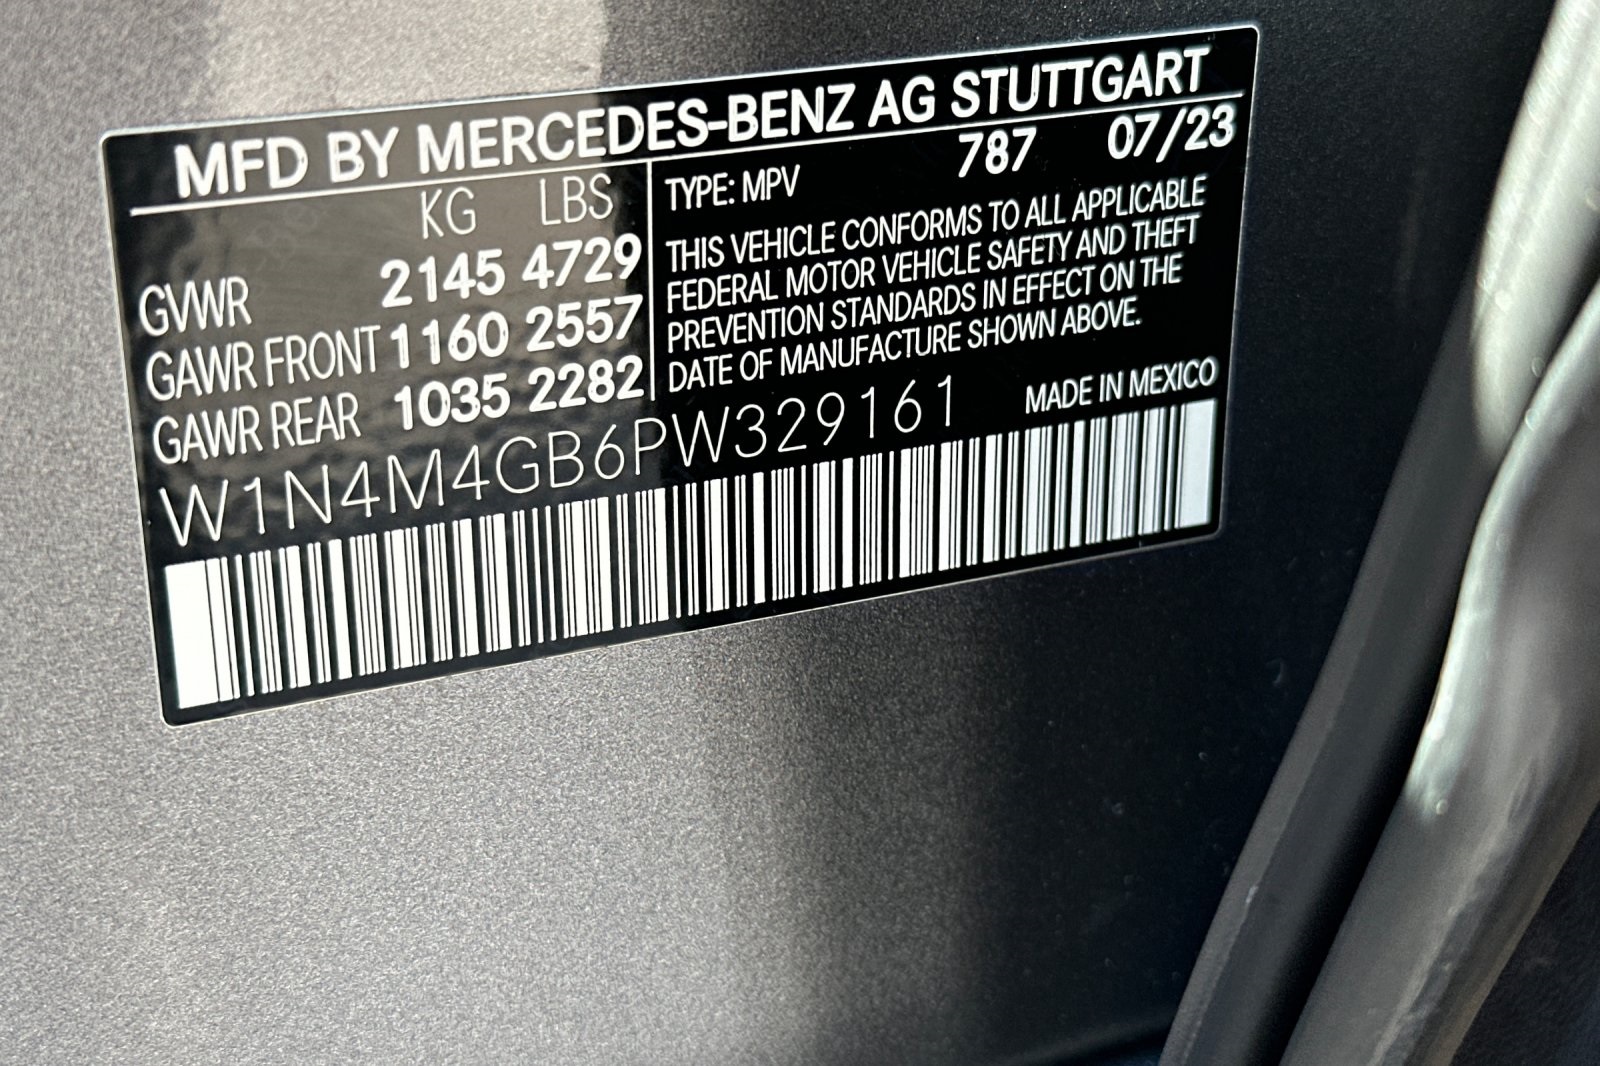 MFD BY MERCEDES-BENZ AG STUTTGART
KG LBS
GVWR 2145 4729
GAWR FRONT 1160 2557
GAWR REAR 1035 2282
787 07/23
TYPE: MPV
THIS VEHICLE CONFORMS TO ALL APPLICABLE
FEDERAL MOTOR VEHICLE SAFETY AND THEFT
PREVENTION STANDARDS IN EFFECT ON THE
DATE OF MANUFACTURE SHOWN ABOVE.
W1N4M4GB6PW329161
MADE IN MEXICO